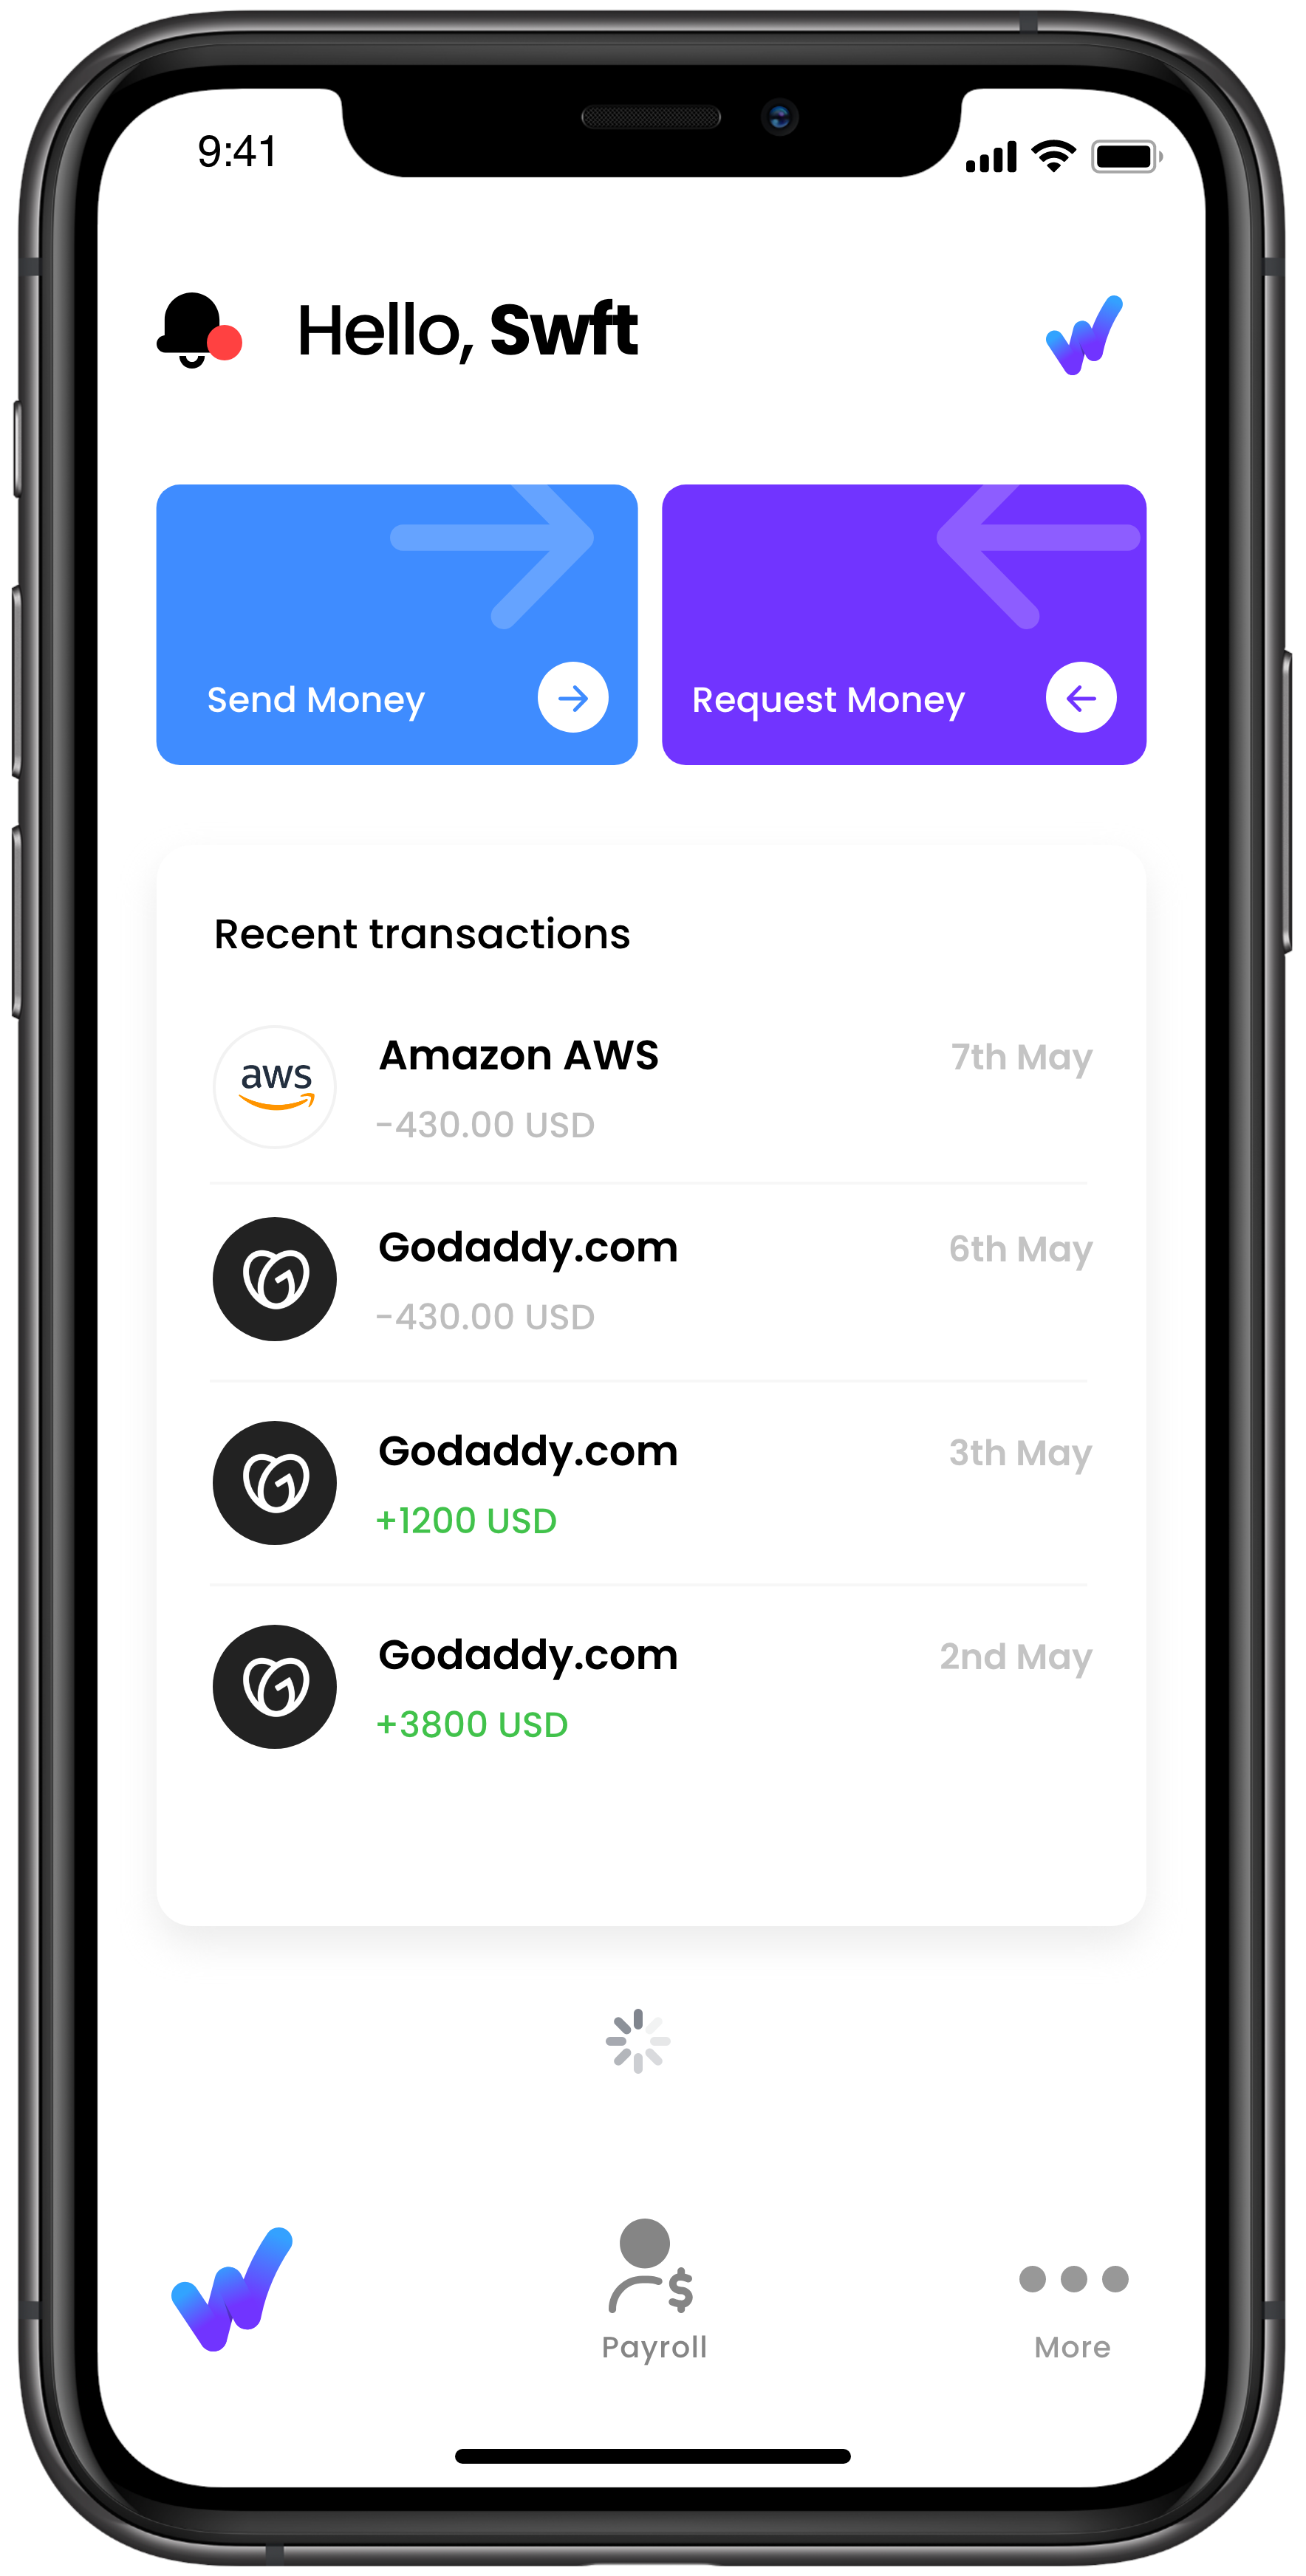 9:41
Hello, Swft
Send Money
Request Money
Recent transactions
aws
Amazon AWS
7th May
-430.00 USD
Godaddy.com
6th May
-430.00 USD
Godaddy.com
3th May
+1200 USD
Godaddy.com
2nd May
+3800 USD
$
Payroll
More